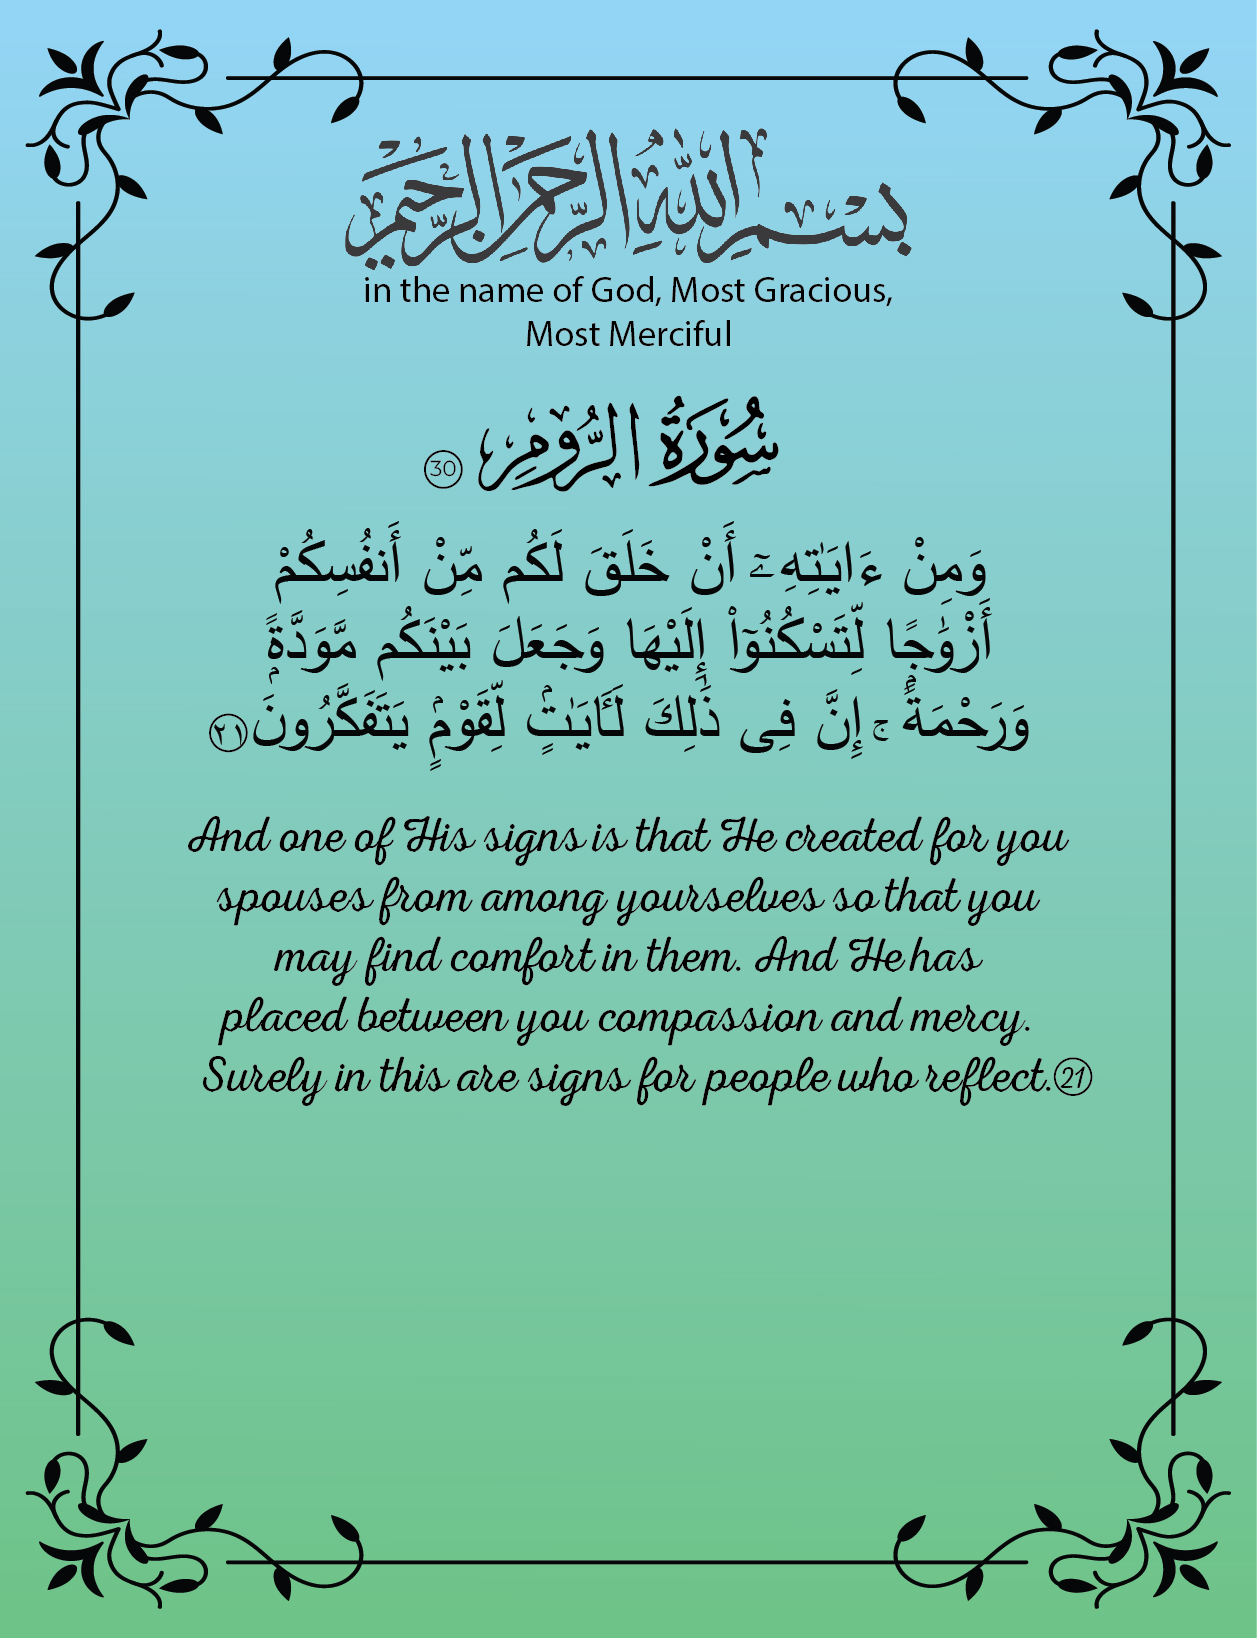 بِسْمِ اللَّهِ الرَّحْمَٰنِ الرَّحِيمِ
in the name of God, Most Gracious,
Most Merciful
سُورَةُ الرُّومِ 30
وَمِنْ ءَايَٰتِهِۦٓ أَنْ خَلَقَ لَكُم مِّنْ أَنفُسِكُمْ
أَزْوَٰجًا لِّتَسْكُنُوٓا۟ إِلَيْهَا وَجَعَلَ بَيْنَكُم مَّوَدَّةًۭ
وَرَحْمَةً ۚ إِنَّ فِى ذَٰلِكَ لَـَٔايَٰتٍۢ لِّقَوْمٍۢ يَتَفَكَّرُونَ ٢١
And one of His signs is that He created for you
spouses from among yourselves so that you
may find comfort in them. And He has
placed between you compassion and mercy.
Surely in this are signs for people who reflect. 21